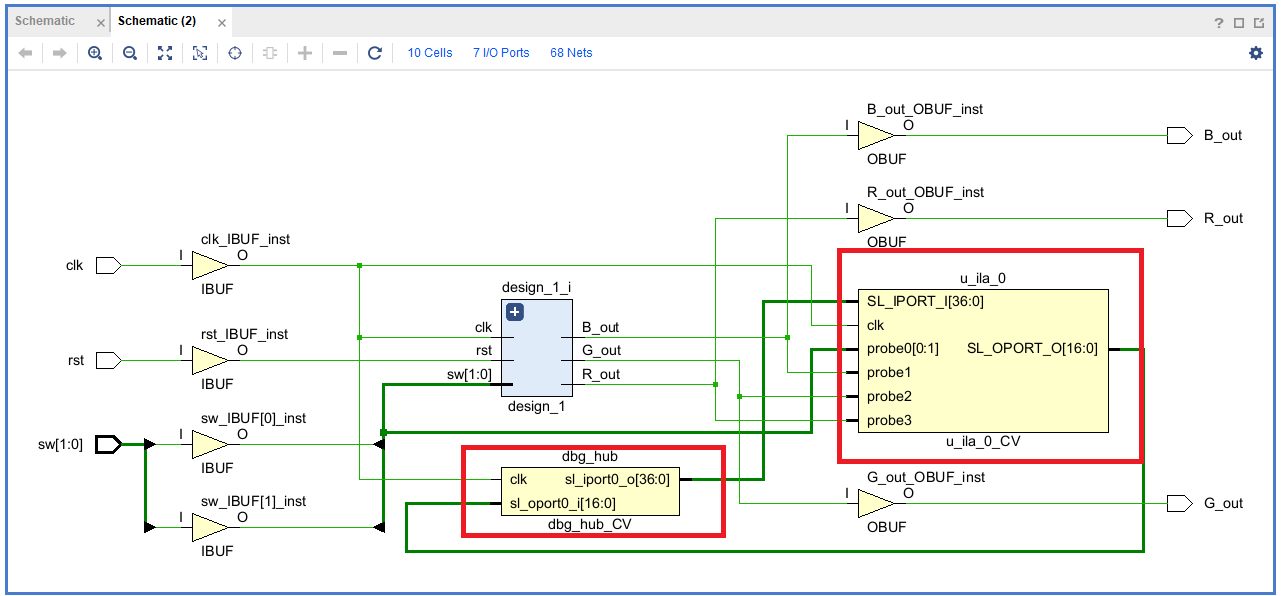 Schematic
Schematic (2)
10 Cells 7 I/O Ports 68 Nets
B_out_OBUF_inst
I O
B_out
OBUF
R_out_OBUF_inst
I O
R_out
OBUF
clk_IBUF_inst
clk
I O
IBUF
u_ila_0
SL_IPORT_I[36:0]
clk
probe0[0:1] SL_OPORT_O[16:0]
probe1
probe2
probe3
u_ila_0_CV
design_1_i
clk B_out
rst G_out
sw[1:0] R_out
design_1
rst_IBUF_inst
rst
I O
IBUF
sw_IBUF[0]_inst
sw[1:0]
I O
IBUF
dbg_hub
clk sl_iport0_o[36:0]
sl_oport0_i[16:0]
dbg_hub_CV
G_out_OBUF_inst
I O
G_out
OBUF
sw_IBUF[1]_inst
I O
IBUF